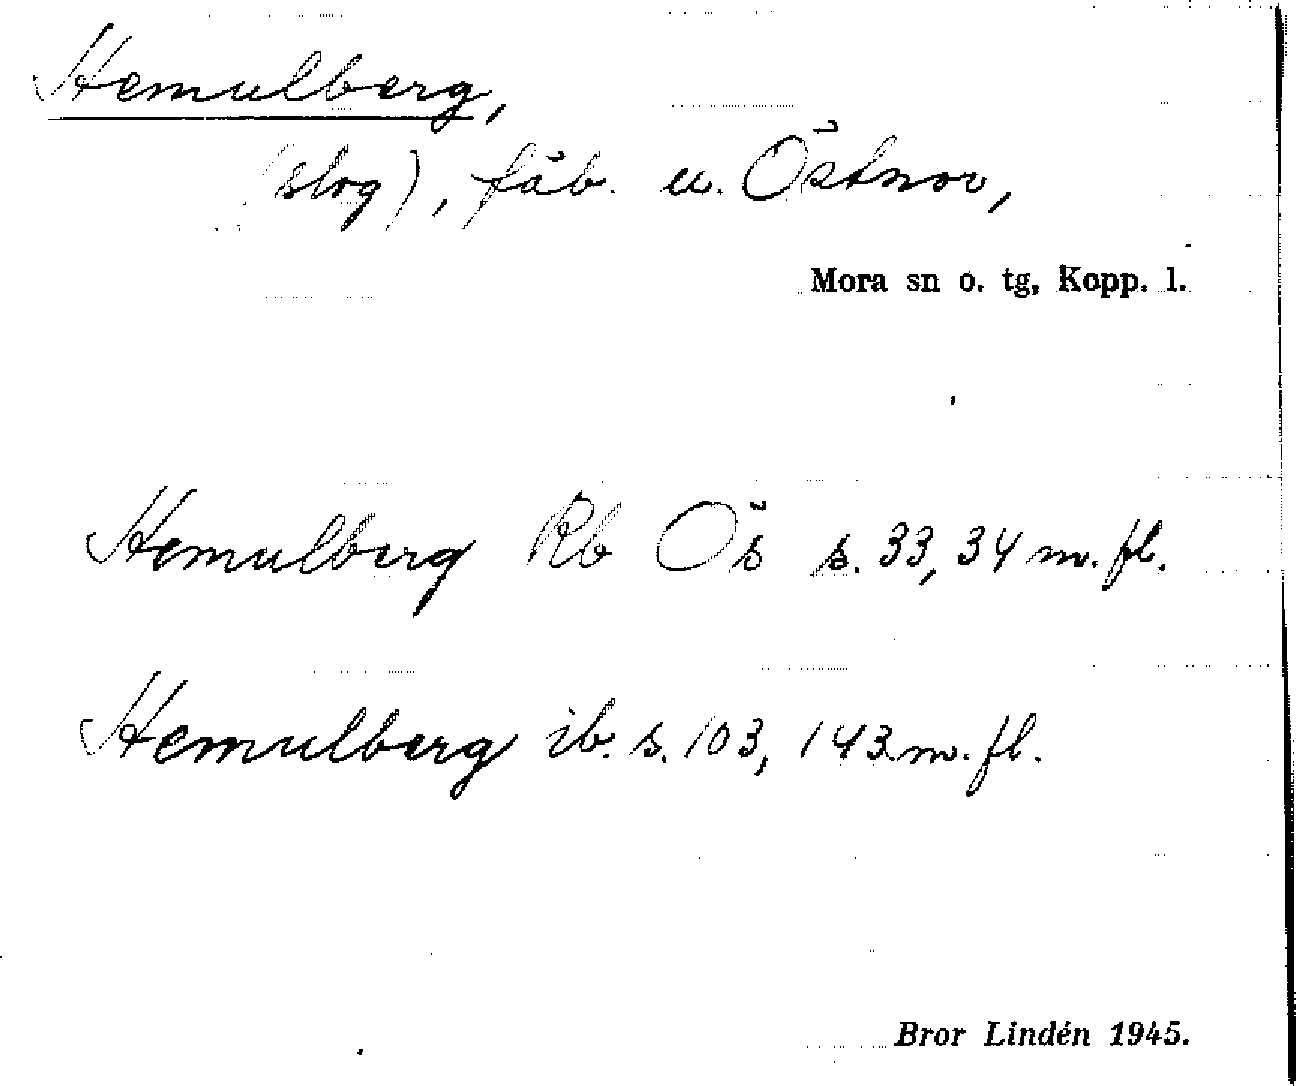 Hemulberg,
(slog), fäb. u. Östnor,
Mora sn o. tg, Kopp. l.
Hemulberg Rb Ös s. 33, 34 m. fl.
Hemulberg ib. s. 103, 143 m. fl.
Bror Lindén 1945.